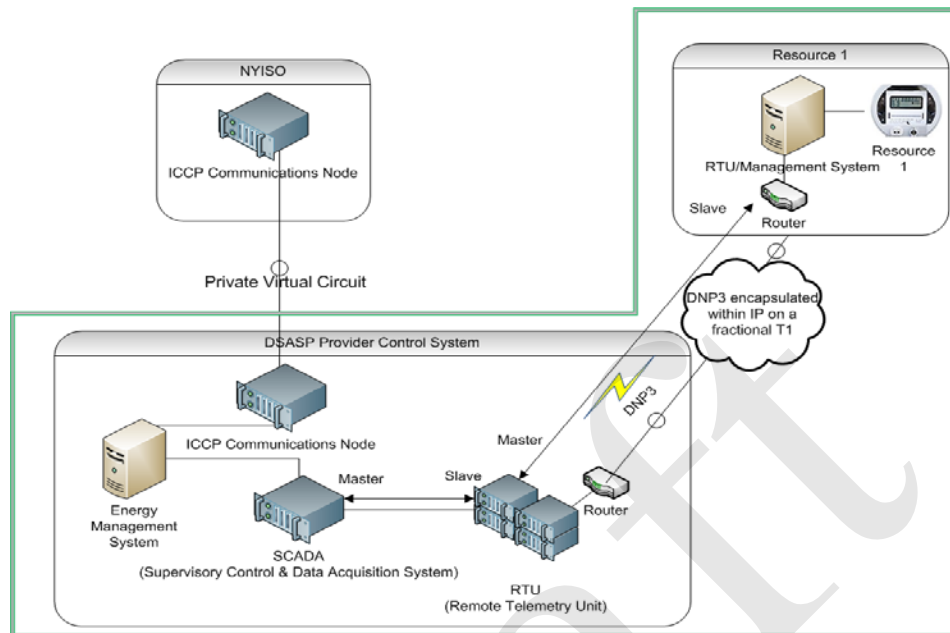 NYISO
ICCP Communications Node
Private Virtual Circuit
Resource 1
RTU/Management System
Resource
1
Slave
Router
DNP3 encapsulated
within IP on a
fractional T1
DNP3
Master
DSASP Provider Control System
ICCP Communications Node
Energy
Management
System
Master
Slave
SCADA
(Supervisory Control & Data Acquisition System)
Router
RTU
(Remote Telemetry Unit)